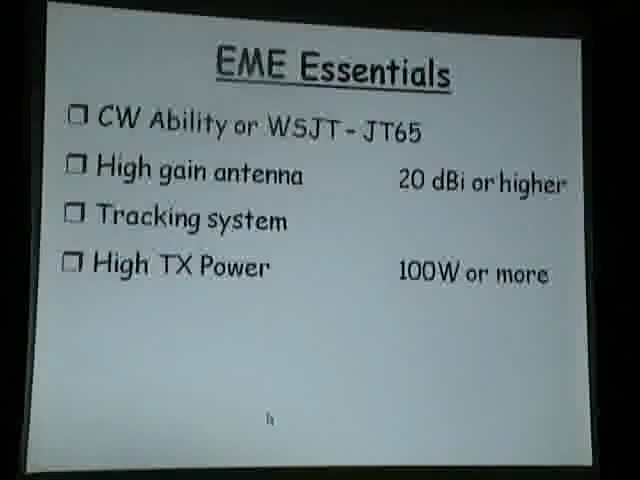 EME Essentials
CW Ability or WSJT - JT65
High gain antenna 20 dBi or higher
Tracking system
High TX Power 100W or more